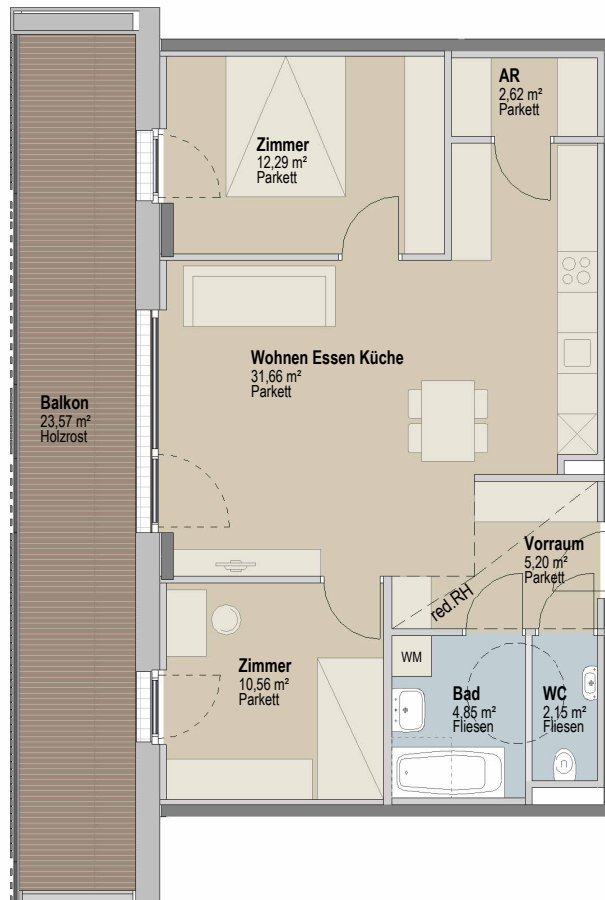 AR
2,62 m²
Parkett
Zimmer
12,29 m²
Parkett
Wohnen Essen Küche
31,66 m²
Parkett
Balkon
23,57 m²
Holzrost
Vorraum
5,20 m²
Parkett
red.RH
Zimmer
10,56 m²
Parkett
WM
Bad
4,85 m²
Fliesen
WC
2,15 m²
Fliesen